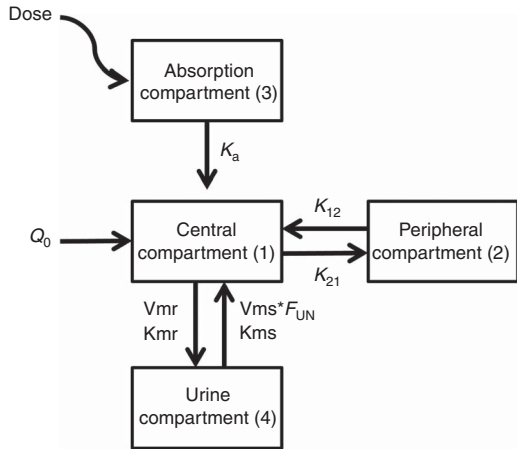 Dose
Absorption
compartment (3)
Kₐ
Q₀
Central
compartment (1)
K₁₂
K₂₁
Peripheral
compartment (2)
Vmr
Kmr
Vms*F_UN
Kms
Urine
compartment (4)